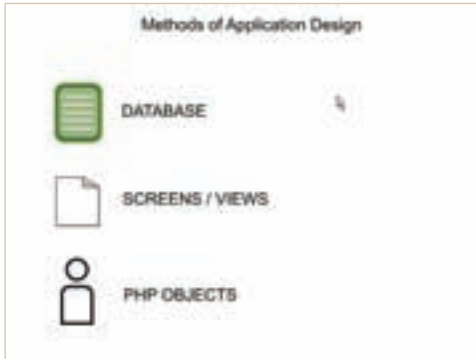 Methods of Application Design
DATABASE
SCREENS / VIEWS
PHP OBJECTS